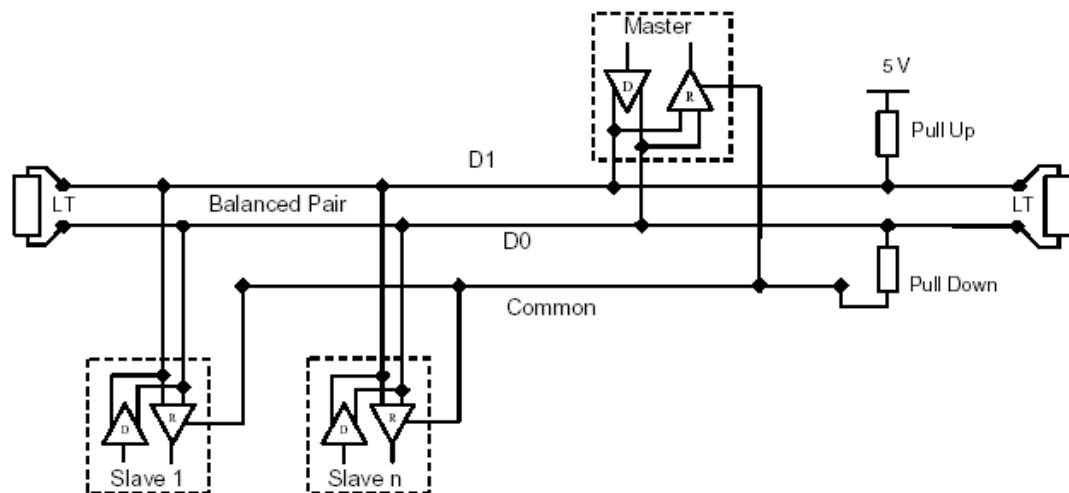 Master
5 V
D
R
Pull Up
D1
LT
Balanced Pair
LT
D0
Pull Down
Common
D
R
D
R
Slave 1
Slave n